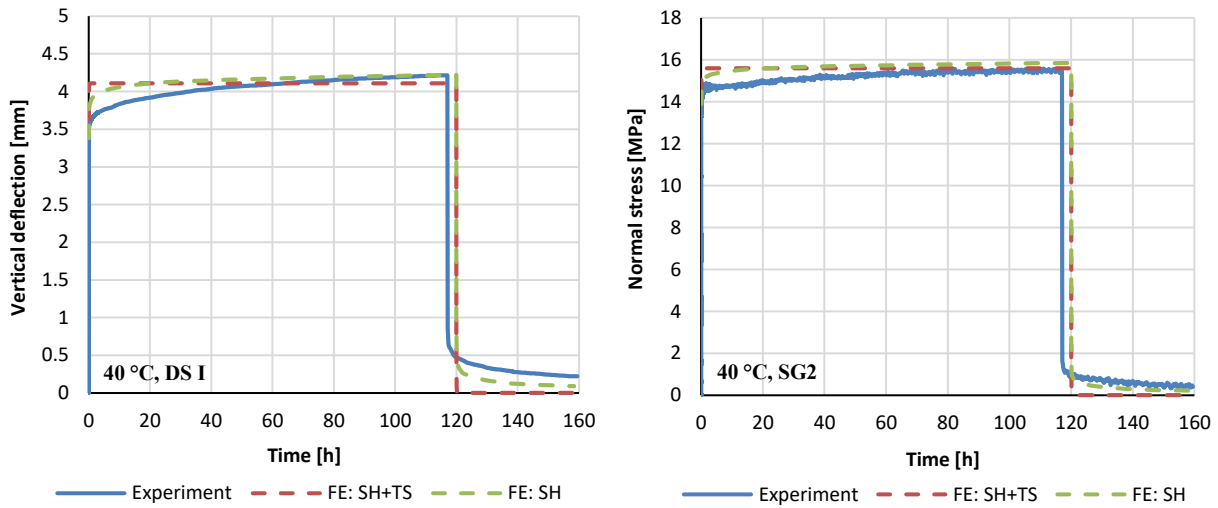 Vertical deflection [mm]
5
4.5
4
3.5
3
2.5
2
1.5
1
0.5
0
40 °C, DS I
0 20 40 60 80 100 120 140 160
Time [h]
Experiment FE: SH+TS FE: SH
Normal stress [MPa]
18
16
14
12
10
8
6
4
2
0
40 °C, SG2
0 20 40 60 80 100 120 140 160
Time [h]
Experiment FE: SH+TS FE: SH